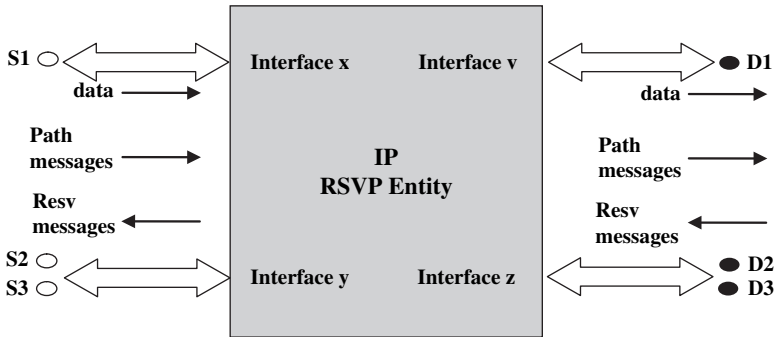 S1
Interface x
Interface v
D1
data
data
Path
messages
IP
RSVP Entity
Path
messages
Resv
messages
Resv
messages
S2
S3
Interface y
Interface z
D2
D3